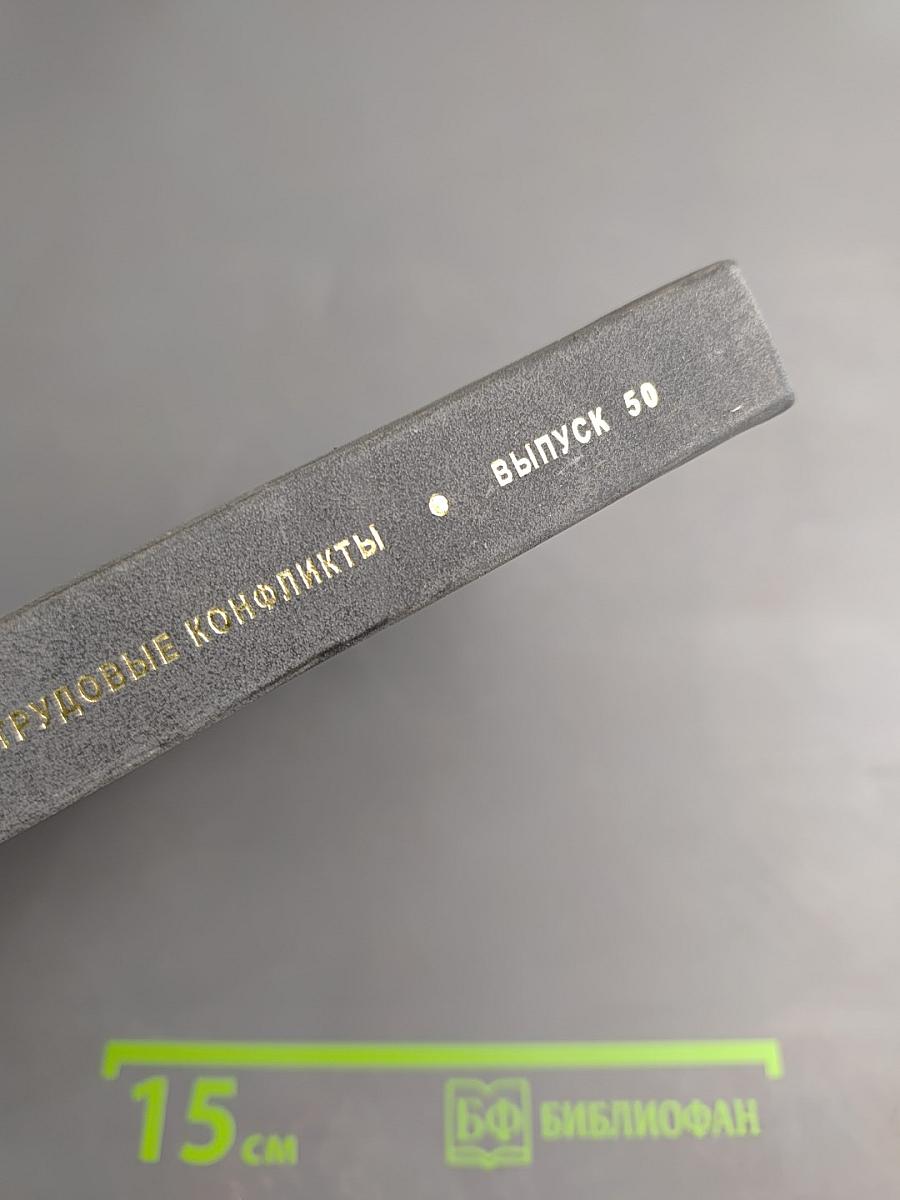 ТРУДОВЫЕ КОНФЛИКТЫ • ВЫПУСК 50
15 см
БФ БИБЛИОФАН